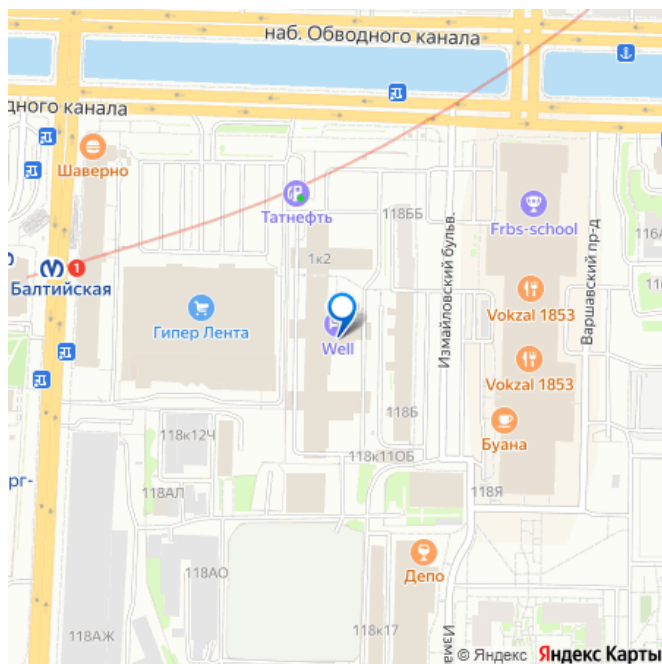 наб. Обводного канала
дного канала
Шаверно
Татнефть
118ББ
Измайловский бульв.
Frbs-school
Варшавский пр-д
116А
1к2
1
Балтийская
Гипер Лента
Well
Vokzal 1853
Vokzal 1853
118Б
Буана
118к12Ч
118к11ОБ
рг-
118АЛ
118Я
118АО
Депо
118АЖ
118к17
Изма
© Яндекс Яндекс Карты